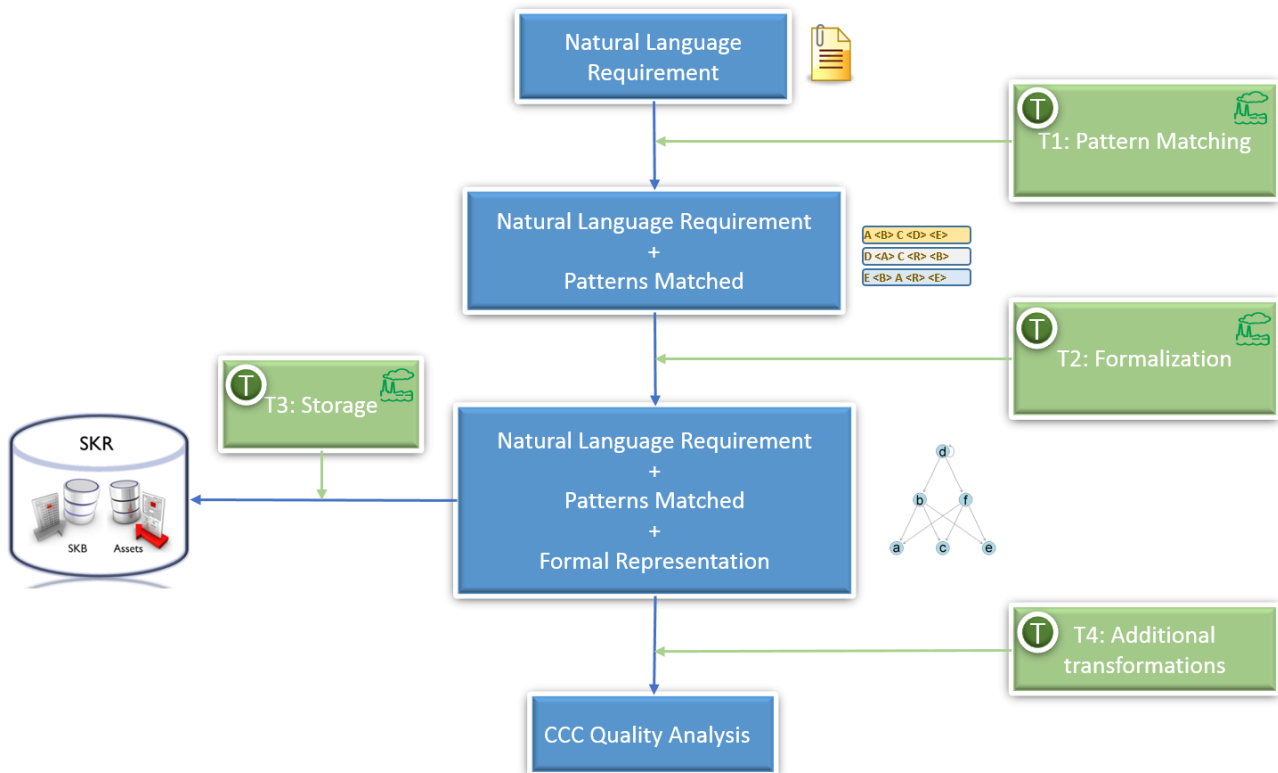 Natural Language
Requirement
T
T1: Pattern Matching
Natural Language Requirement
+
Patterns Matched
A <B> C <D> <E>
D <A> C <R> <B>
E <B> A <R> <E>
T
T2: Formalization
T
T3: Storage
SKR
SKB
Assets
Natural Language Requirement
+
Patterns Matched
+
Formal Representation
d
b
f
a
c
e
T
T4: Additional
transformations
CCC Quality Analysis